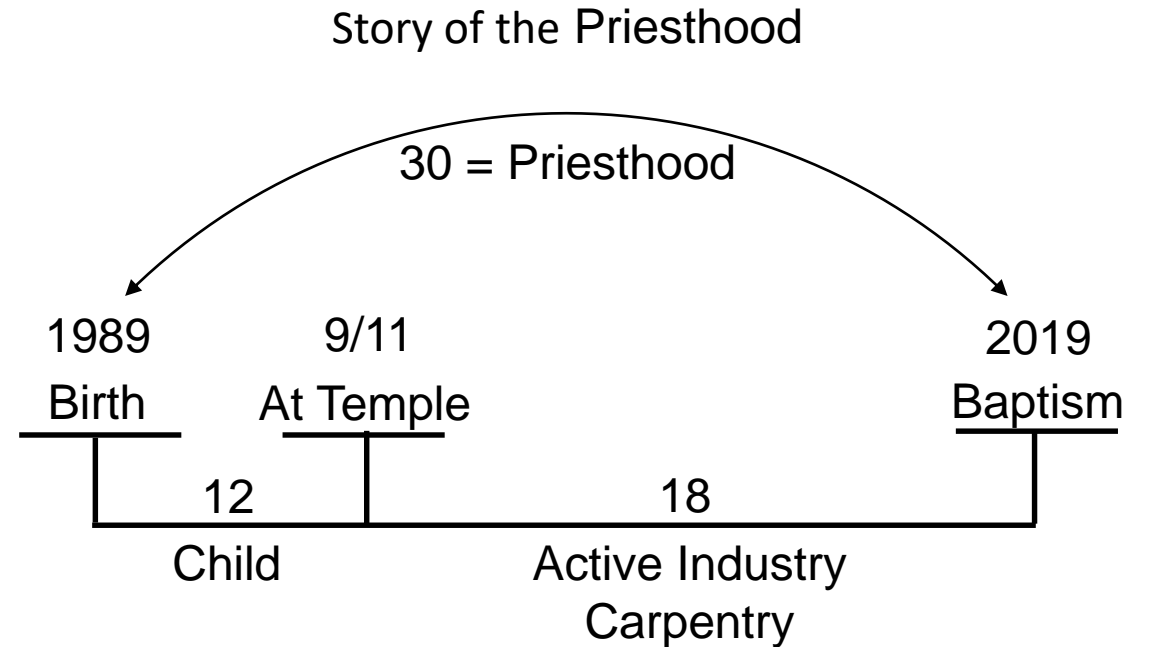 Story of the Priesthood
30 = Priesthood
1989
9/11
2019
Birth
At Temple
Baptism
12
18
Child
Active Industry
Carpentry